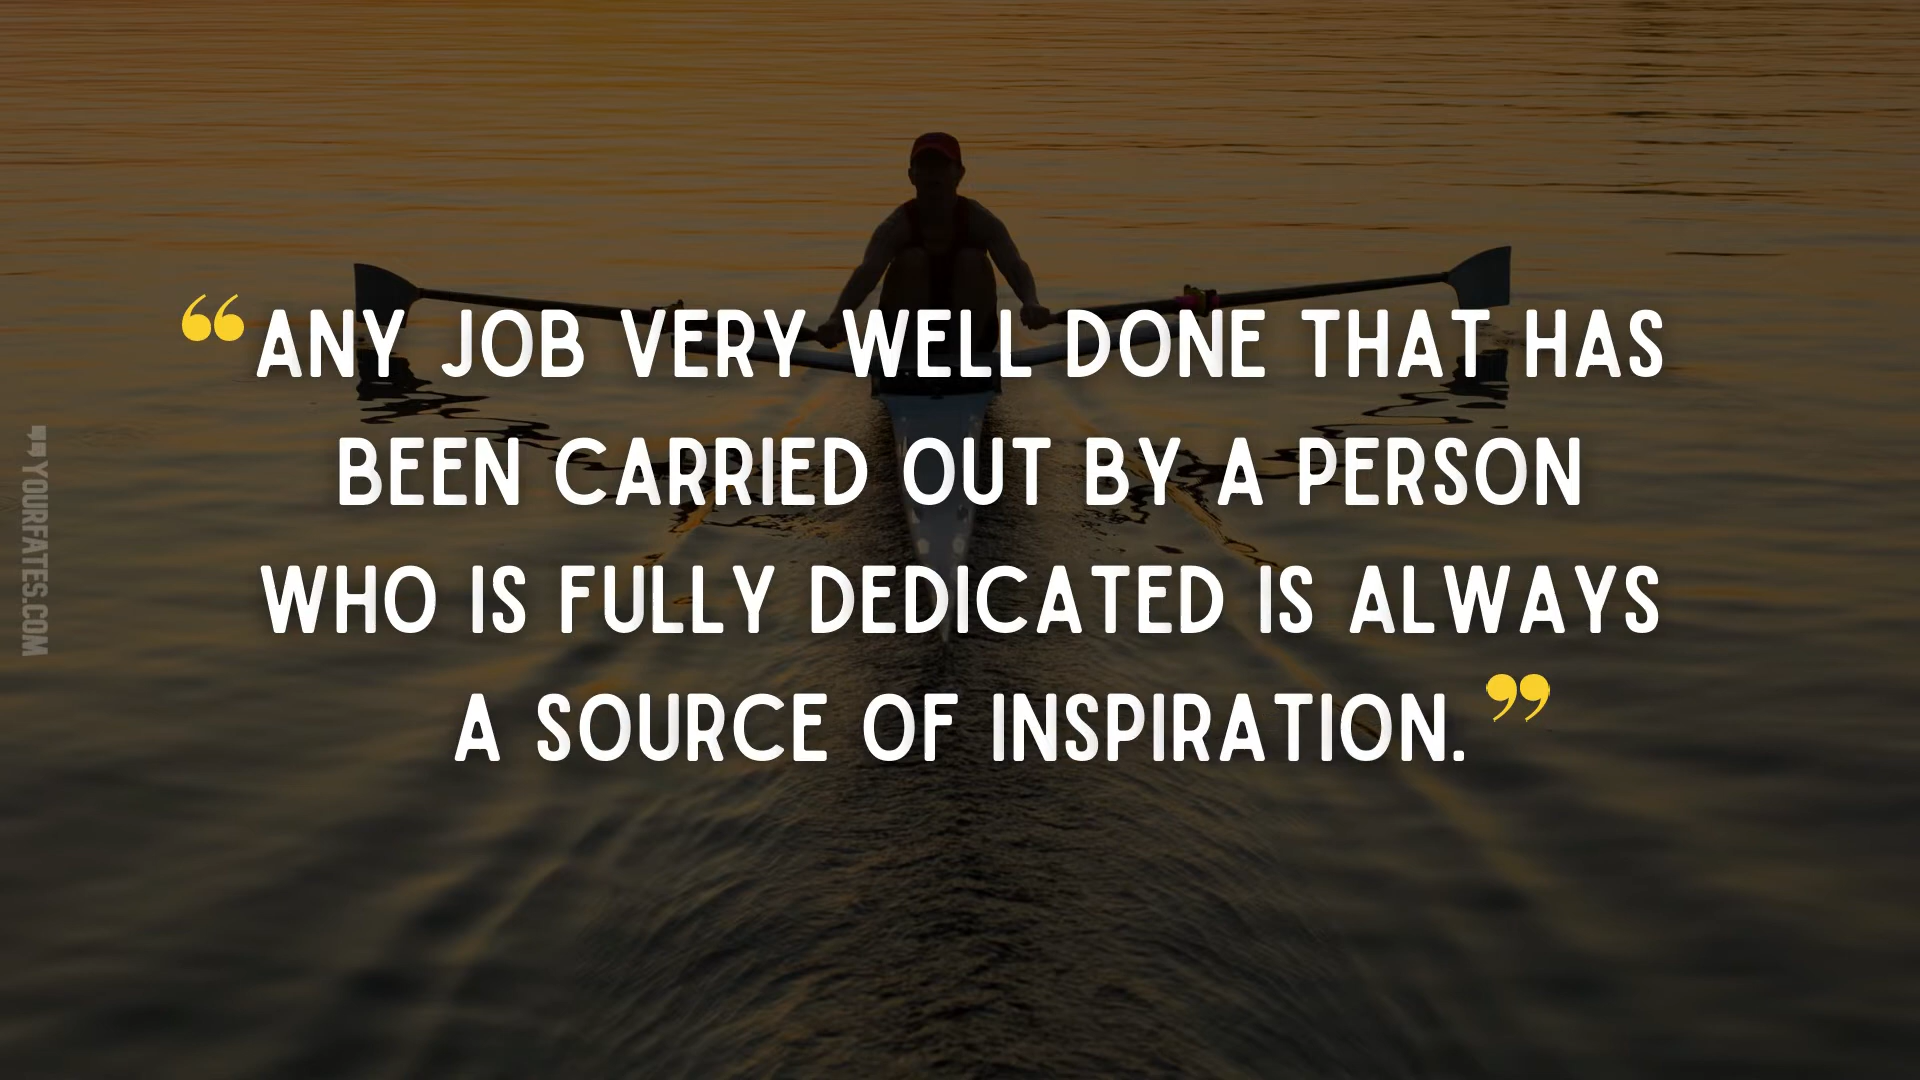 “ANY JOB VERY WELL DONE THAT HAS
BEEN CARRIED OUT BY A PERSON
WHO IS FULLY DEDICATED IS ALWAYS
A SOURCE OF INSPIRATION.”
"YOURFATES.COM